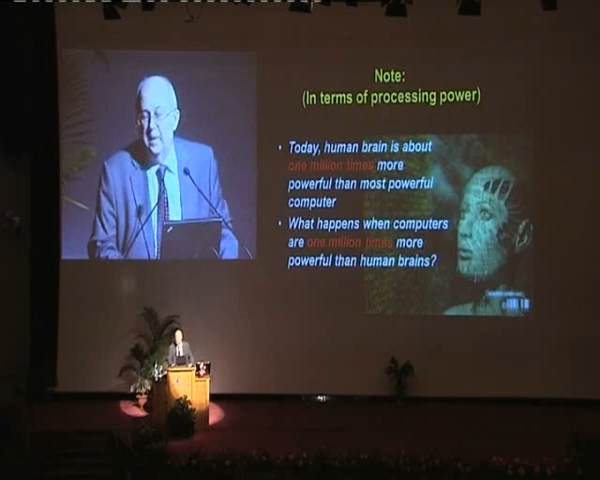 Note:
(In terms of processing power)
• Today, human brain is about
one million times more
powerful than most powerful
computer
• What happens when computers
are one million times more
powerful than human brains?